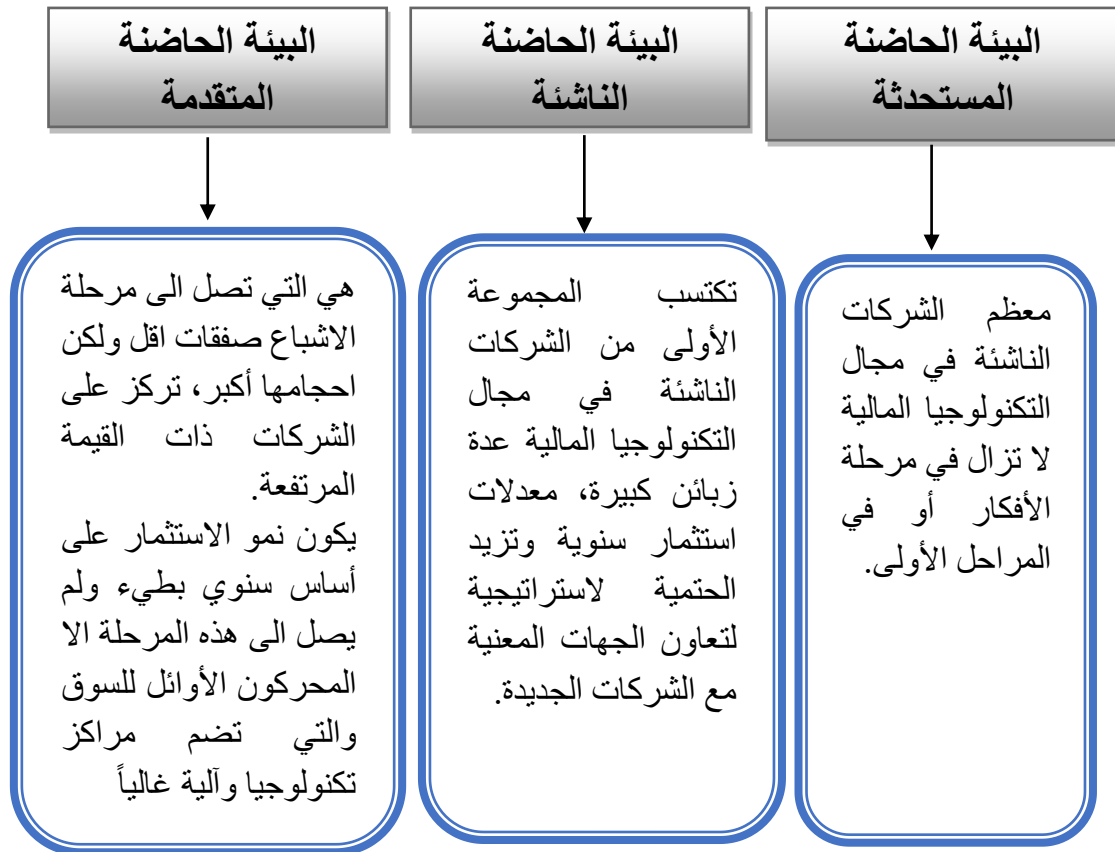 البيئة الحاضنة
المستحدثة
معظم الشركات
الناشئة في مجال
التكنولوجيا المالية
لا تزال في مرحلة
الأفكار أو في
المراحل الأولى.
البيئة الحاضنة
الناشئة
تكتسب المجموعة
الأولى من الشركات
الناشئة في مجال
التكنولوجيا المالية عدة
زبائن كبيرة، معدلات
استثمار سنوية وتزيد
الحتمية لاستراتيجية
لتعاون الجهات المعنية
مع الشركات الجديدة.
البيئة الحاضنة
المتقدمة
هي التي تصل الى مرحلة
الاشباع صفقات اقل ولكن
احجامها أكبر، تركز على
الشركات ذات القيمة
المرتفعة.
يكون نمو الاستثمار على
أساس سنوي بطيء ولم
يصل الى هذه المرحلة الا
المحركون الأوائل للسوق
والتي تضم مراكز
تكنولوجيا وآلية غالياً